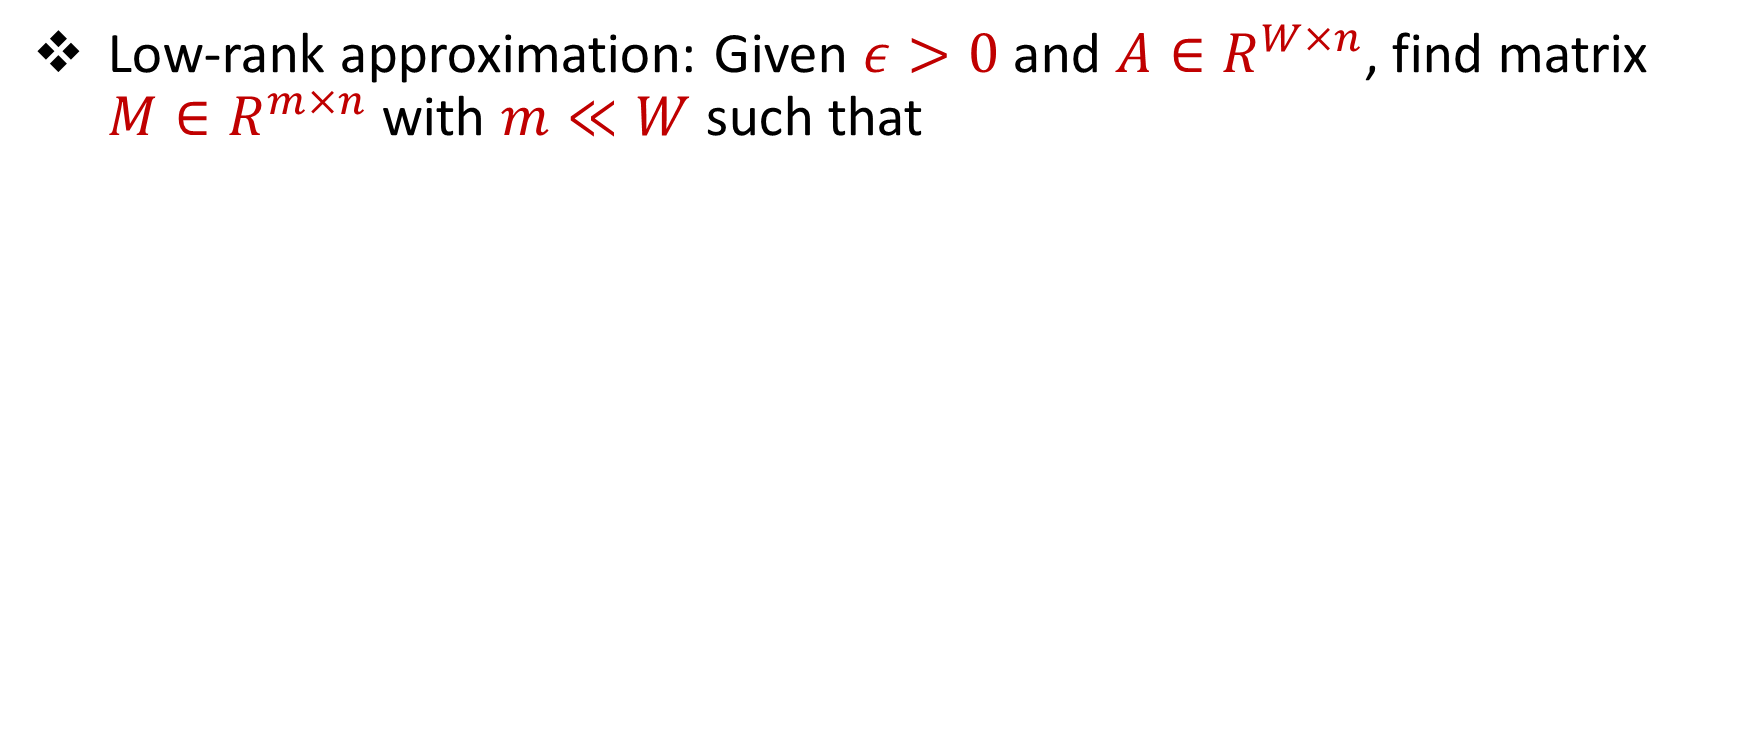 ❖ Low-rank approximation: Given ϵ > 0 and A ∈ R^{W×n}, find matrix
M ∈ R^{m×n} with m ≪ W such that